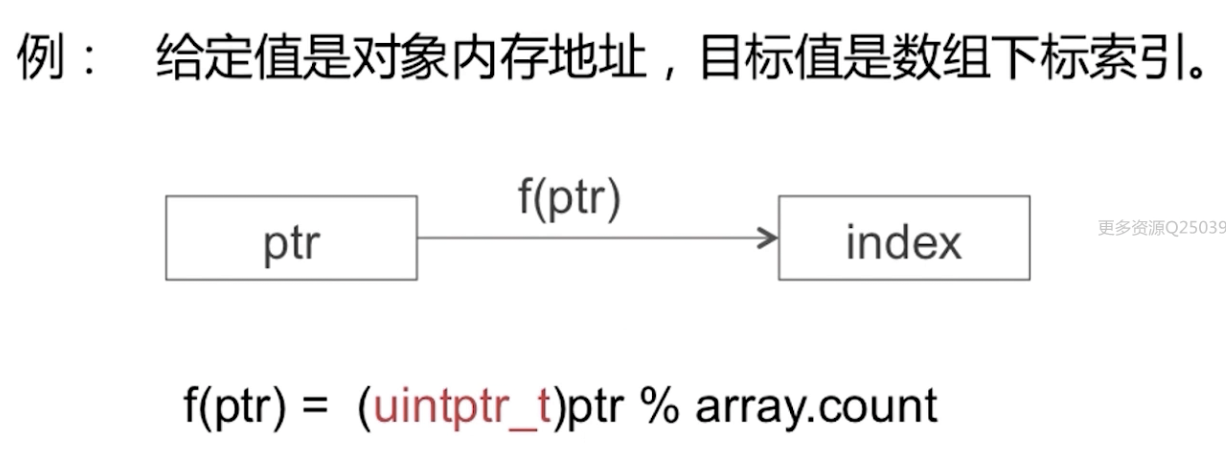 例： 给定值是对象内存地址，目标值是数组下标索引。
f(ptr)
ptr
index
更多资源Q25039
f(ptr) = (uintptr_t)ptr % array.count